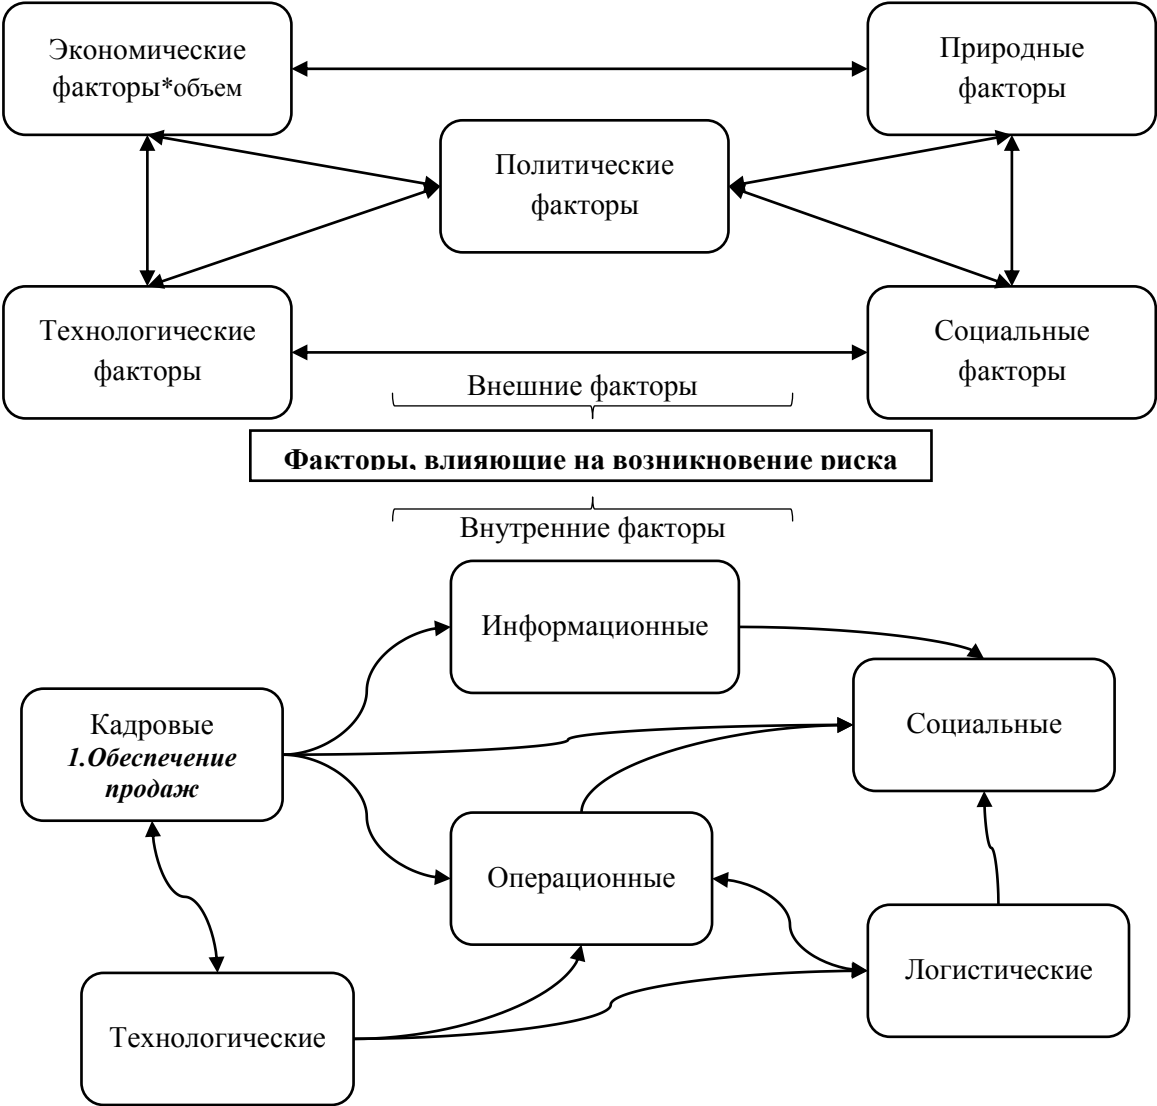 Экономические
факторы*объем
Природные
факторы
Политические
факторы
Технологические
факторы
Социальные
факторы
Внешние факторы
Факторы, влияющие на возникновение риска
Внутренние факторы
Информационные
Социальные
Кадровые
1.Обеспечение
продаж
Операционные
Логистические
Технологические